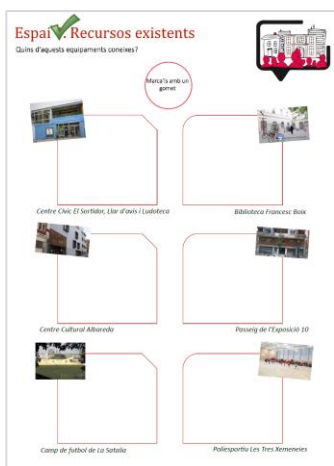 Espai Recursos existents
Quins d'aquests equipaments coneixes?
Marca'ls amb un
gomet
Centre Cívic El Sortidor, Llar d'avis i Ludoteca
Biblioteca Francesc Boix
Centre Cultural Albareda
Passeig de l'Exposició 10
Camp de futbol de La Satalia
Poliesportiu Les Tres Xemeneies